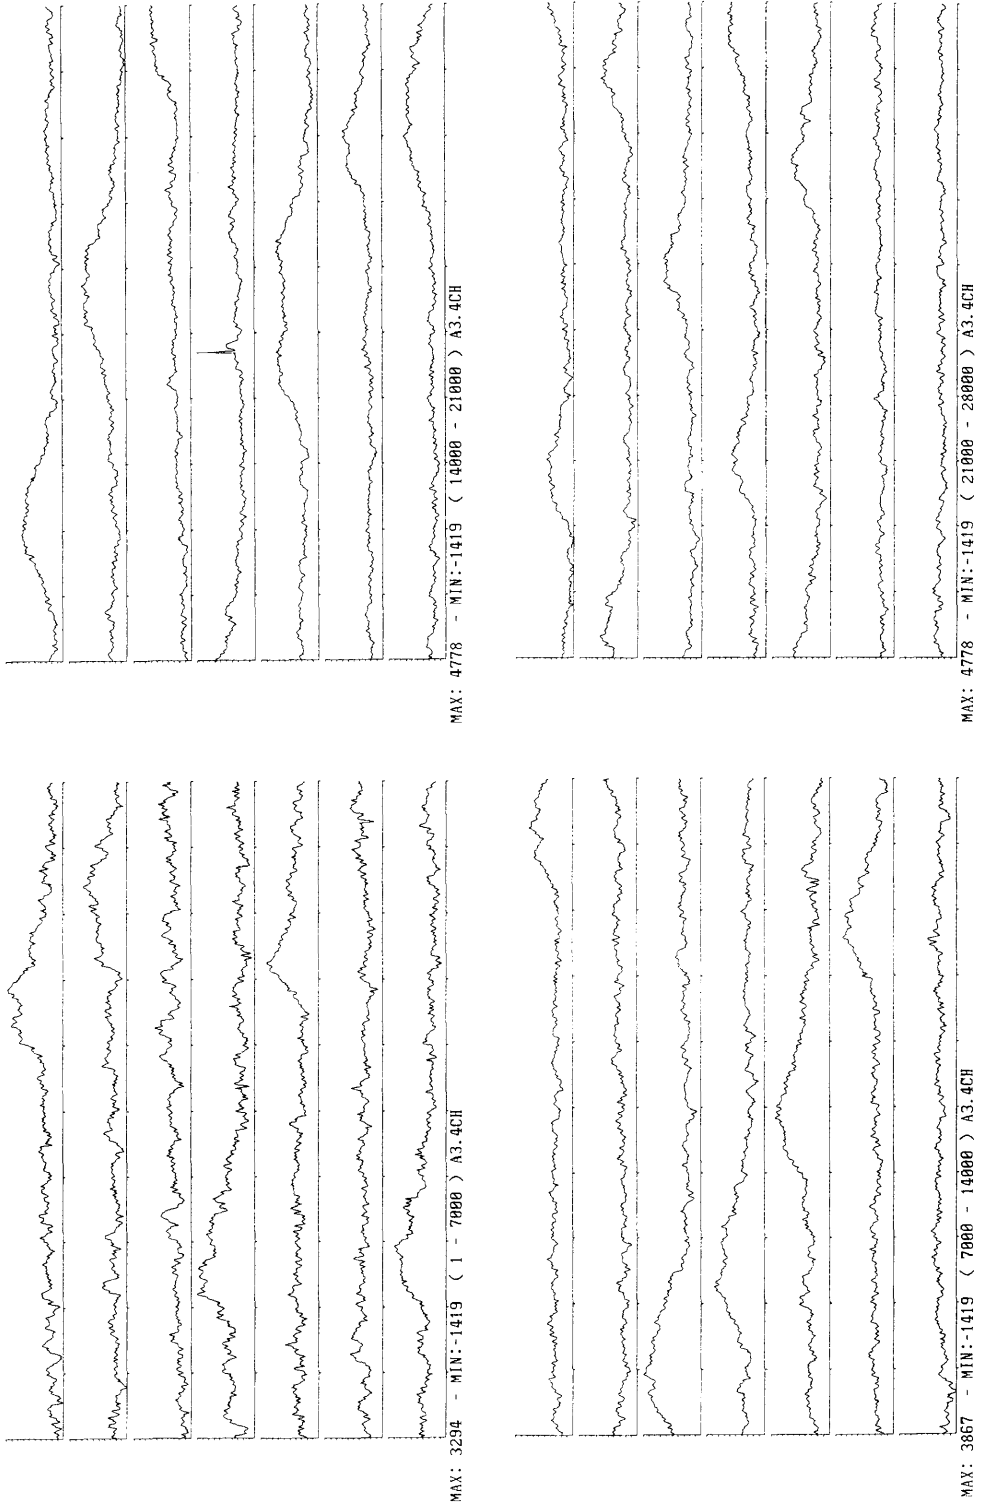 MAX: 3294 - MIN:-1419 ( 1 - 7000 ) A3.4CH
MAX: 3867 - MIN:-1419 ( 7000 - 14000 ) A3.4CH
MAX: 4778 - MIN:-1419 ( 14000 - 21000 ) A3.4CH
MAX: 4778 - MIN:-1419 ( 21000 - 28000 ) A3.4CH